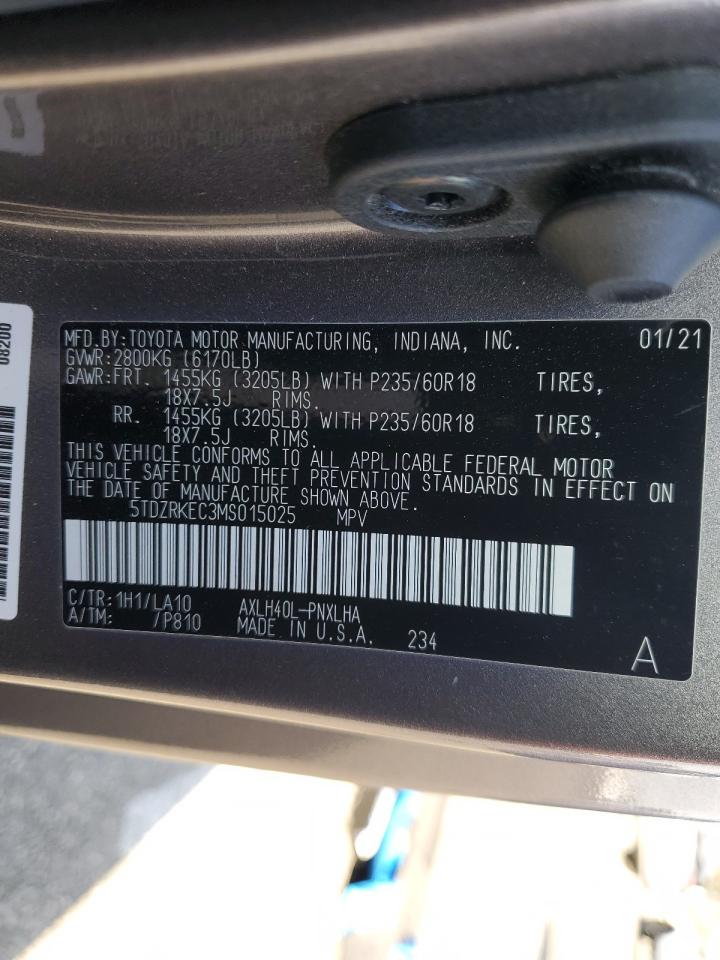 MFD.BY:TOYOTA MOTOR MANUFACTURING, INDIANA, INC. 01/21
GVWR:2800KG (6170LB)
GAWR:FRT. 1455KG (3205LB) WITH P235/60R18 TIRES,
18X7.5J RIMS.
RR. 1455KG (3205LB) WITH P235/60R18 TIRES,
18X7.5J RIMS.
THIS VEHICLE CONFORMS TO ALL APPLICABLE FEDERAL MOTOR
VEHICLE SAFETY AND THEFT PREVENTION STANDARDS IN EFFECT ON
THE DATE OF MANUFACTURE SHOWN ABOVE.
5TDZRKEC3MS015025 MPV
C/TR:1H1/LA10 AXLH40L-PNXLHA
A/TM: /P810 MADE IN U.S.A. 234
A
08200